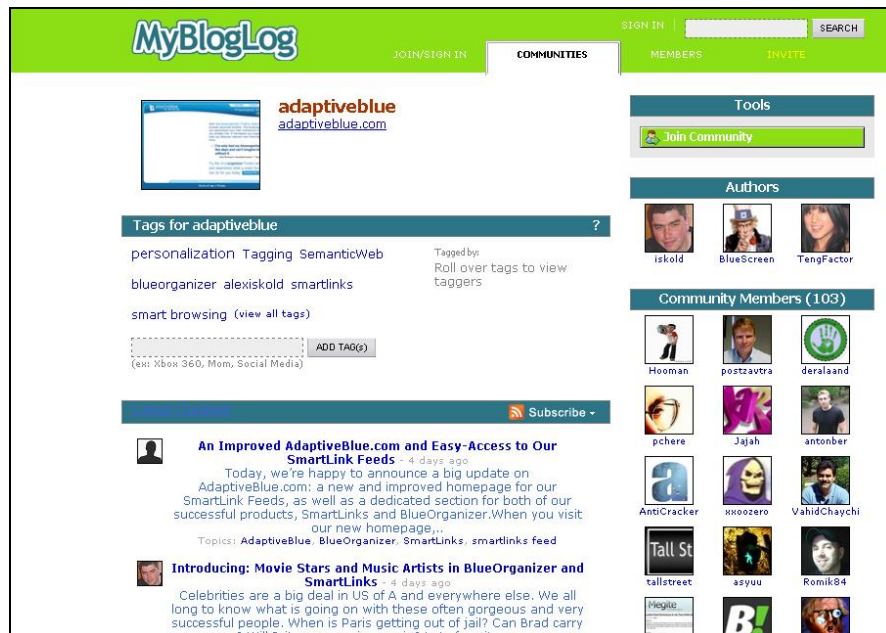 MyBlogLog
SIGN IN
SEARCH
JOIN/SIGN IN
COMMUNITIES
MEMBERS
INVITE
adaptiveblue
adaptiveblue.com
Tags for adaptiveblue ?
personalization Tagging SemanticWeb
blueorganizer alexiskold smartlinks
smart browsing (view all tags)
Tagged by:
Roll over tags to view
taggers
ADD TAG(s)
(ex: Xbox 360, Mom, Social Media)
Subscribe
An Improved AdaptiveBlue.com and Easy-Access to Our
SmartLink Feeds - 4 days ago
Today, we're happy to announce a big update on
AdaptiveBlue.com: a new and improved homepage for our
SmartLink Feeds, as well as a dedicated section for both of our
successful products, SmartLinks and BlueOrganizer.When you visit
our new homepage,..
Topics: AdaptiveBlue, BlueOrganizer, SmartLinks, smartlinks feed
Introducing: Movie Stars and Music Artists in BlueOrganizer and
SmartLinks - 4 days ago
Celebrities are a big deal in US of A and everywhere else. We all
long to know what is going on with these often gorgeous and very
successful people. When is Paris getting out of jail? Can Brad carry
Tools
Join Community
Authors
iskold
BlueScreen
TengFactor
Community Members (103)
Hooman
postzavtra
deralaand
pchere
Jajah
antonber
AntiCracker
xxoozero
VahidChaychi
Tall St
tallstreet
asyuu
Romik84
Megite
B!